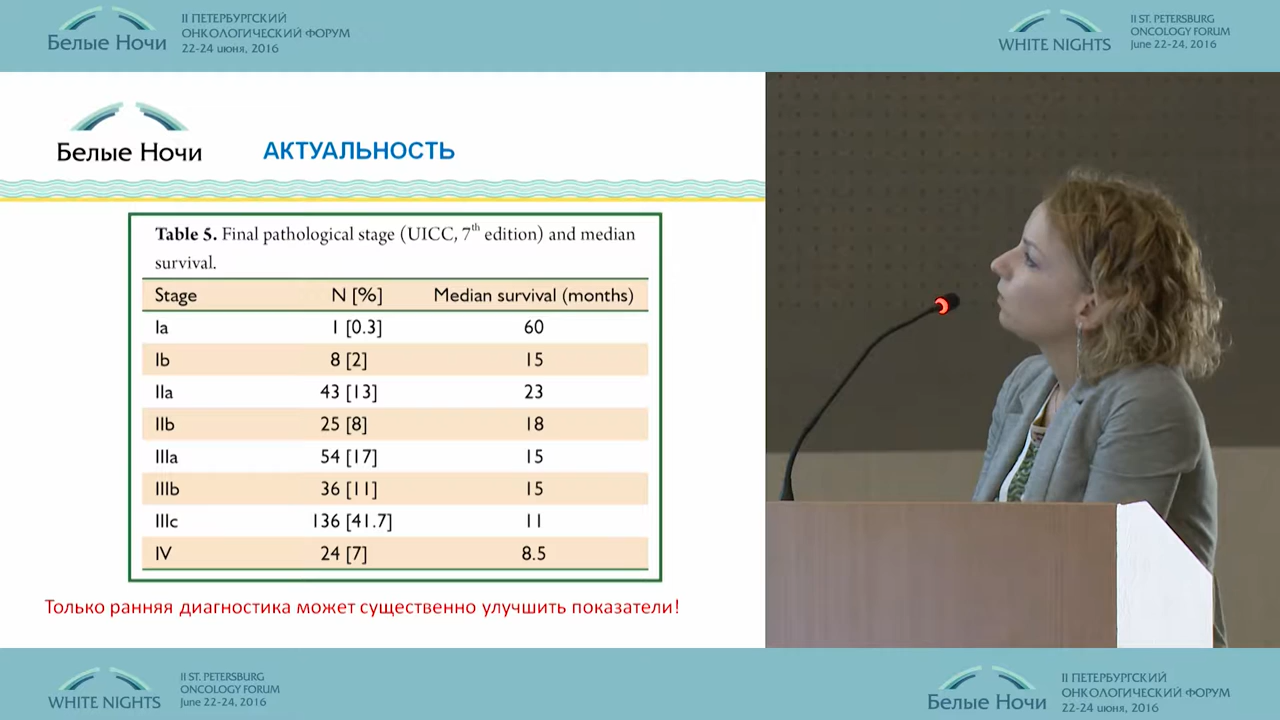 Белые Ночи
II ПЕТЕРБУРГСКИЙ
ОНКОЛОГИЧЕСКИЙ ФОРУМ
22-24 июня, 2016
WHITE NIGHTS
II ST. PETERSBURG
ONCOLOGY FORUM
June 22-24, 2016
Белые Ночи
АКТУАЛЬНОСТЬ
Table 5. Final pathological stage (UICC, 7th edition) and median
survival.
Stage N [%] Median survival (months)
Ia 1 [0.3] 60
Ib 8 [2] 15
IIa 43 [13] 23
IIb 25 [8] 18
IIIa 54 [17] 15
IIIb 36 [11] 15
IIIc 136 [41.7] 11
IV 24 [7] 8.5
Только ранняя диагностика может существенно улучшить показатели!
WHITE NIGHTS
II ST. PETERSBURG
ONCOLOGY FORUM
June 22-24, 2016
Белые Ночи
II ПЕТЕРБУРГСКИЙ
ОНКОЛОГИЧЕСКИЙ ФОРУМ
22-24 июня, 2016